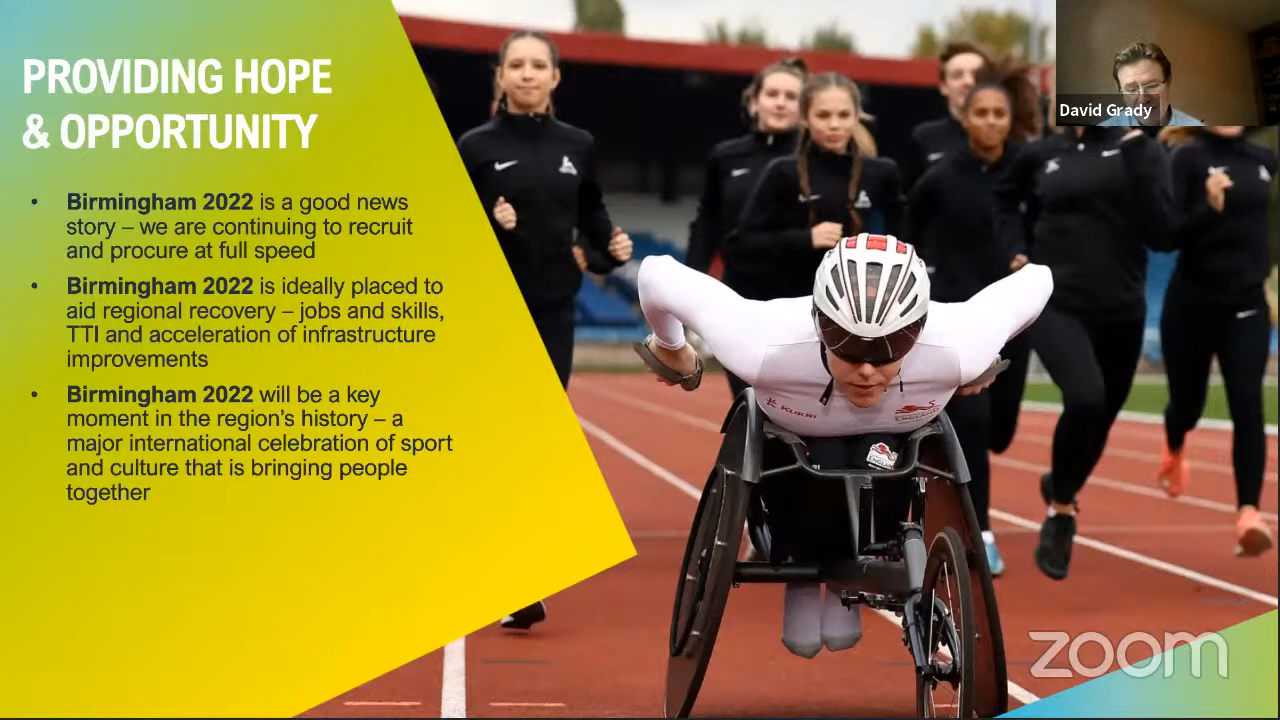 PROVIDING HOPE
& OPPORTUNITY
• Birmingham 2022 is a good news
story – we are continuing to recruit
and procure at full speed
• Birmingham 2022 is ideally placed to
aid regional recovery – jobs and skills,
TTI and acceleration of infrastructure
improvements
• Birmingham 2022 will be a key
moment in the region's history – a
major international celebration of sport
and culture that is bringing people
together
David Grady
KUKRI
ENGLAND
ENGLAND
zoom